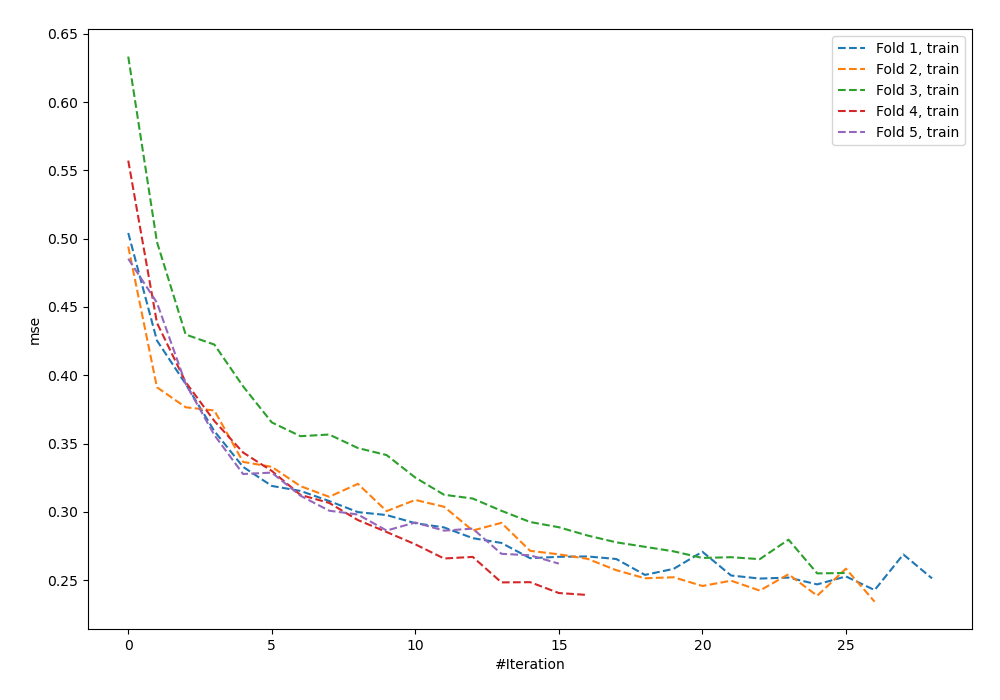 0.65
0.60
0.55
0.50
0.45
0.40
0.35
0.30
0.25
mse
0 5 10 15 20 25
#Iteration
Fold 1, train
Fold 2, train
Fold 3, train
Fold 4, train
Fold 5, train